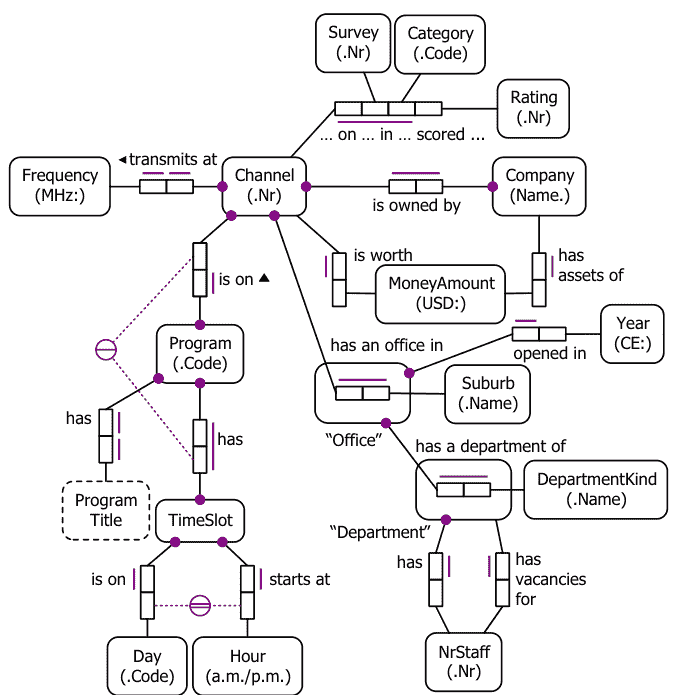 Survey
(.Nr)
Category
(.Code)
Rating
(.Nr)
... on ... in ... scored ...
◄ transmits at
Frequency
(MHz:)
Channel
(.Nr)
Company
(Name.)
is owned by
is worth
has
assets of
is on ▲
MoneyAmount
(USD:)
Year
(CE:)
opened in
Program
(.Code)
has an office in
Suburb
(.Name)
has
has
"Office"
has a department of
Program
Title
DepartmentKind
(.Name)
TimeSlot
"Department"
has
has
vacancies
for
is on
starts at
Day
(.Code)
Hour
(a.m./p.m.)
NrStaff
(.Nr)